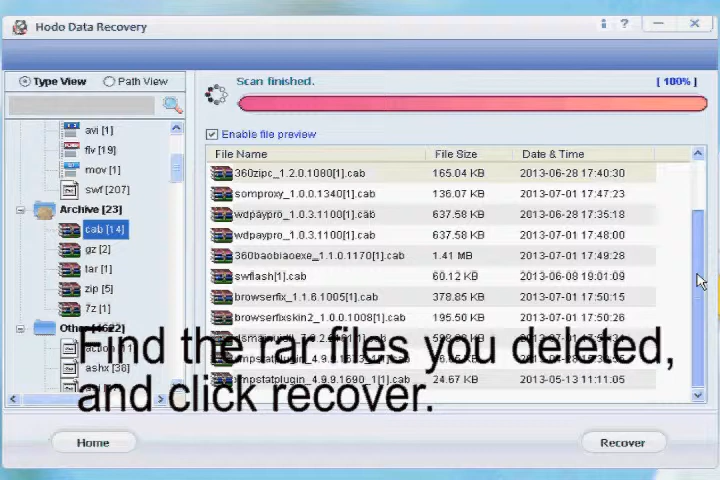 Hodo Data Recovery
Type View Path View
Scan finished. [ 100% ]
Enable file preview
File Name File Size Date & Time
avi [1]
flv [19]
mov [1]
swf [207]
Archive [23]
cab [14]
gz [2]
tar [1]
zip [5]
7z [1]
ashx [38]
360zipc_1.2.0.1080[1].cab 165.04 KB 2013-06-28 17:40:30
somproxy_1.0.0.1340[1].cab 136.07 KB 2013-07-01 17:47:23
wdpaypro_1.0.3.1100[1].cab 637.58 KB 2013-06-28 17:35:18
wdpaypro_1.0.3.1100[1].cab 637.58 KB 2013-07-01 17:48:00
360baobiaoexe_1.1.0.1170[1].cab 1.41 MB 2013-07-01 17:49:28
swflash[1].cab 60.12 KB 2013-06-08 19:01:09
browserfix_1.1.6.1005[1].cab 378.85 KB 2013-07-01 17:50:15
browserfixskin2_1.0.0.1008[1].cab 195.50 KB 2013-07-01 17:50:26
24.67 KB 2013-05-13 11:11:05
Find the rar files you deleted,
and click recover.
Home Recover